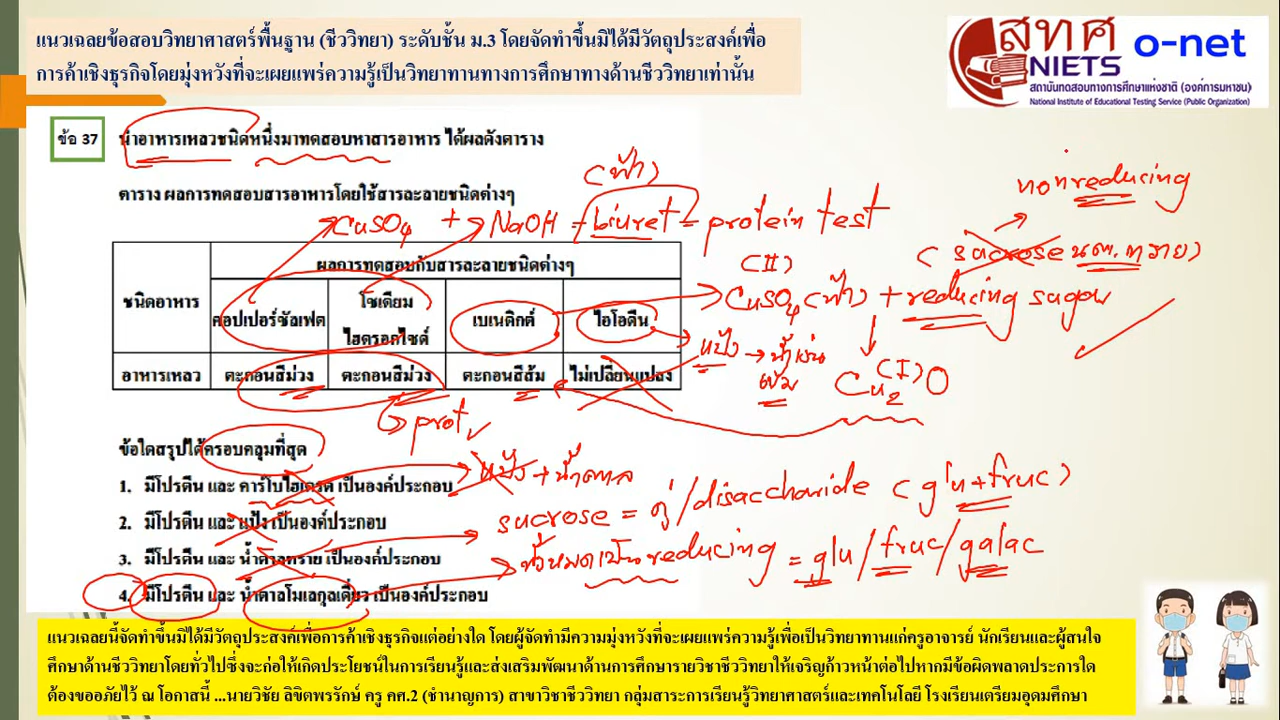 แนวเฉลยข้อสอบวิทยาศาสตร์พื้นฐาน (ชีววิทยา) ระดับชั้น ม.3 โดยจัดทำขึ้นมิได้มีวัตถุประสงค์เพื่อ
การค้าเชิงธุรกิจโดยมุ่งหวังที่จะเผยแพร่ความรู้เป็นวิทยาทานทางการศึกษาทางด้านชีววิทยาเท่านั้น
สทศ
NIETS
o-net
สถาบันทดสอบทางการศึกษาแห่งชาติ (องค์การมหาชน)
National Institute of Educational Testing Service (Public Organization)
ข้อ 37
นำอาหารเหลวชนิดหนึ่งมาทดสอบหาสารอาหาร ได้ผลดังตาราง
(ฟ้า)
nonreducing
ตาราง ผลการทดสอบสารอาหารโดยใช้สารละลายชนิดต่างๆ
CuSO4 + NaOH = biuret = protein test
(sucrose นตพ.ทราย)
ผลการทดสอบกับสารละลายชนิดต่างๆ
(II)
CuSO4 (ฟ้า) + reducing sugar
ชนิดอาหาร
คอปเปอร์ซัลเฟต
โซเดียม
ไฮดรอกไซด์
เบเนดิกต์
ไอโอดีน
แป้ง → น้ำเงิน
เข้ม
(I)
Cu2O
อาหารเหลว ตะกอนสีม่วง ตะกอนสีม่วง ตะกอนสีส้ม ไม่เปลี่ยนแปลง
prot
ข้อใดสรุปได้ครอบคลุมที่สุด
1. มีโปรตีน และ คาร์โบไฮเดรต เป็นองค์ประกอบ
แป้ง + น้ำตาล
2. มีโปรตีน และ แป้ง เป็นองค์ประกอบ
sucrose = คู่/disaccharide (glu+fruc)
3. มีโปรตีน และ น้ำตาลทราย เป็นองค์ประกอบ
ทั้งหมดเป็น reducing = glu/fruc/galac
4. มีโปรตีน และ น้ำตาลโมเลกุลเดี่ยว เป็นองค์ประกอบ
แนวเฉลยนี้จัดทำขึ้นมิได้มีวัตถุประสงค์เพื่อการค้าเชิงธุรกิจแต่อย่างใด โดยผู้จัดทำมีความมุ่งหวังที่จะเผยแพร่ความรู้เพื่อเป็นวิทยาทานแก่ครูอาจารย์ นักเรียนและผู้สนใจ
ศึกษาด้านชีววิทยาโดยทั่วไปซึ่งจะก่อให้เกิดประโยชน์ในการเรียนรู้และส่งเสริมพัฒนาด้านการศึกษารายวิชาชีววิทยาให้เจริญก้าวหน้าต่อไปหากมีข้อผิดพลาดประการใด
ต้องขออภัยไว้ ณ โอกาสนี้ ...นายวิชัย ลิขิตพรรักษ์ ครู คศ.2 (ชำนาญการ) สาขาวิชาชีววิทยา กลุ่มสาระการเรียนรู้วิทยาศาสตร์และเทคโนโลยี โรงเรียนเตรียมอุดมศึกษา